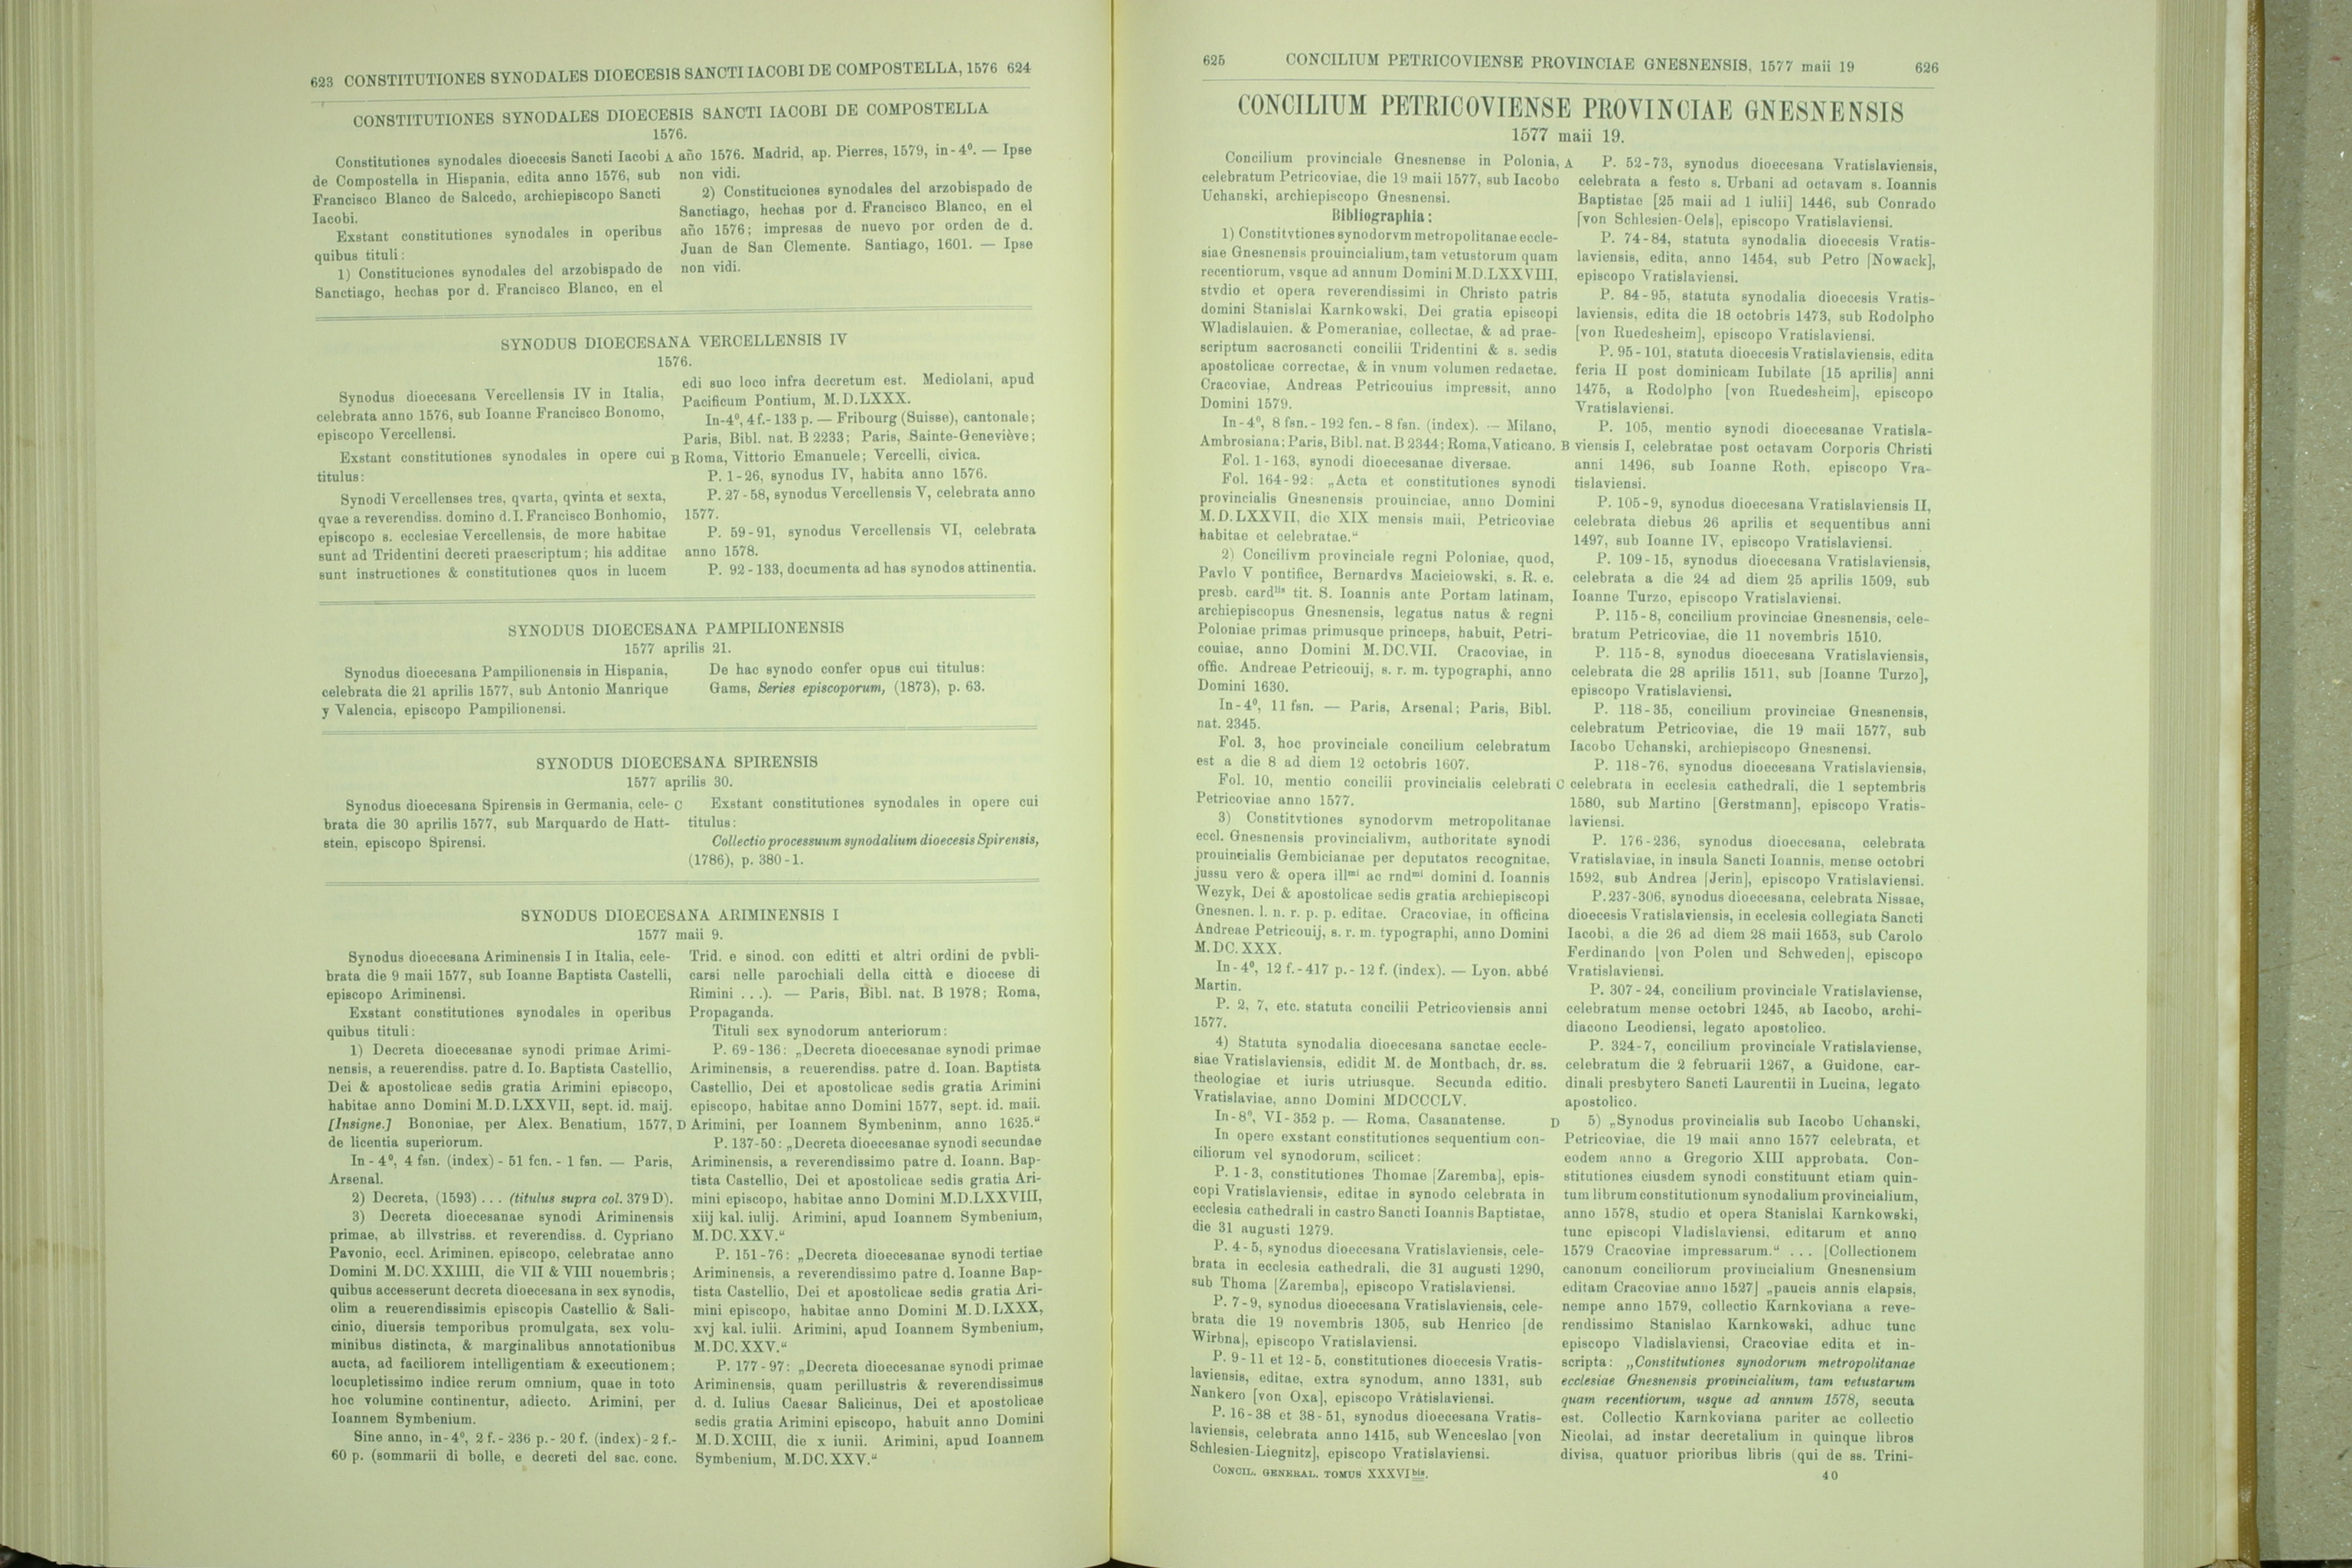 623 CONSTITUTIONES SYNODALES DIOECESIS SANCTI IACOBI DE COMPOSTELLA, 1576 624
CONSTITUTIONES SYNODALES DIOECESIS SANCTI IACOBI DE COMPOSTELLA
1576.
Constitutiones synodales dioecesis Sancti Iacobi
de Compostella in Hispania, edita anno 1576, sub
Francisco Blanco de Salcedo, archiepiscopo Sancti
Iacobi.
Exstant constitutiones synodales in operibus
quibus tituli:
1) Constituciones synodales del arzobispado de
Sanctiago, hechas por d. Francisco Blanco, en el
A año 1576. Madrid, ap. Pierres, 1579, in-4⁰. — Ipse
non vidi.
2) Constituciones synodales del arzobispado de
Sanctiago, hechas por d. Francisco Blanco, en el
año 1576; impresas de nuevo por orden de d.
Juan de San Clemente. Santiago, 1601. — Ipse
non vidi.
SYNODUS DIOECESANA VERCELLENSIS IV
1576.
Synodus dioecesana Vercellensis IV in Italia,
celebrata anno 1576, sub Ioanne Francisco Bonomo,
episcopo Vercellensi.
Exstant constitutiones synodales in opere cui
titulus:
Synodi Vercellenses tres, qvarta, qvinta et sexta,
qvae a reverendiss. domino d. I. Francisco Bonhomio,
episcopo s. ecclesiae Vercellensis, de more habitae
sunt ad Tridentini decreti praescriptum; his additae
sunt instructiones & constitutiones quos in lucem
edi suo loco infra decretum est. Mediolani, apud
Pacificum Pontium, M.D.LXXX.
In-4⁰, 4 f.-133 p. — Fribourg (Suisse), cantonale;
Paris, Bibl. nat. B 2233; Paris, Sainte-Geneviève;
B Roma, Vittorio Emanuele; Vercelli, civica.
P. 1-26, synodus IV, habita anno 1576.
P. 27-58, synodus Vercellensis V, celebrata anno
1577.
P. 59-91, synodus Vercellensis VI, celebrata
anno 1578.
P. 92-133, documenta ad has synodos attinentia.
SYNODUS DIOECESANA PAMPILIONENSIS
1577 aprilis 21.
Synodus dioecesana Pampilionensis in Hispania,
celebrata die 21 aprilis 1577, sub Antonio Manrique
y Valencia, episcopo Pampilionensi.
De hac synodo confer opus cui titulus:
Gams, Series episcoporum, (1873), p. 63.
SYNODUS DIOECESANA SPIRENSIS
1577 aprilis 30.
Synodus dioecesana Spirensis in Germania, cele-
brata die 30 aprilis 1577, sub Marquardo de Hatt-
stein, episcopo Spirensi.
C Exstant constitutiones synodales in opere cui
titulus:
Collectio processuum synodalium dioecesis Spirensis,
(1786), p. 380-1.
SYNODUS DIOECESANA ARIMINENSIS I
1577 maii 9.
Synodus dioecesana Ariminensis I in Italia, cele-
brata die 9 maii 1577, sub Ioanne Baptista Castelli,
episcopo Ariminensi.
Exstant constitutiones synodales in operibus
quibus tituli:
1) Decreta dioecesanae synodi primae Arimi-
nensis, a reuerendiss. patre d. Io. Baptista Castellio,
Dei & apostolicae sedis gratia Arimini episcopo,
habitae anno Domini M.D.LXXVII, sept. id. maij.
[Insigne.] Bononiae, per Alex. Benatium, 1577,
de licentia superiorum.
In-4⁰, 4 fsn. (index) - 51 fcn. - 1 fsn. — Paris,
Arsenal.
2) Decreta, (1593) . . . (titulus supra col. 379 D).
3) Decreta dioecesanae synodi Ariminensis
primae, ab illvstriss. et reverendiss. d. Cypriano
Pavonio, eccl. Ariminen. episcopo, celebratae anno
Domini M.DC.XXIIII, die VII & VIII nouembris;
quibus accesserunt decreta dioecesana in sex synodis,
olim a reuerendissimis episcopis Castellio & Sali-
cinio, diuersis temporibus promulgata, sex volu-
minibus distincta, & marginalibus annotationibus
aucta, ad faciliorem intelligentiam & executionem;
locupletissimo indice rerum omnium, quae in toto
hoc volumine continentur, adiecto. Arimini, per
Ioannem Symbenium.
Sine anno, in-4⁰, 2 f.-236 p.-20 f. (index)-2 f.-
60 p. (sommarii di bolle, e decreti del sac. conc.
Trid. e sinod. con editti et altri ordini de pvbli-
carsi nelle parochiali della città e diocese di
Rimini . . .). — Paris, Bibl. nat. B 1978; Roma,
Propaganda.
Tituli sex synodorum anteriorum:
P. 69-136: „Decreta dioecesanae synodi primae
Ariminensis, a reuerendiss. patre d. Ioan. Baptista
Castellio, Dei et apostolicae sedis gratia Arimini
episcopo, habitae anno Domini 1577, sept. id. maii.
D Arimini, per Ioannem Symbeninm, anno 1625.“
P. 137-50: „Decreta dioecesanae synodi secundae
Ariminensis, a reverendissimo patre d. Ioann. Bap-
tista Castellio, Dei et apostolicae sedis gratia Ari-
mini episcopo, habitae anno Domini M.D.LXXVIII,
xiij kal. iulij. Arimini, apud Ioannem Symbenium,
M.DC.XXV.“
P. 151-76: „Decreta dioecesanae synodi tertiae
Ariminensis, a reverendissimo patre d. Ioanne Bap-
tista Castellio, Dei et apostolicae sedis gratia Ari-
mini episcopo, habitae anno Domini M.D.LXXX,
xvj kal. iulii. Arimini, apud Ioannem Symbenium,
M.DC.XXV.“
P. 177-97: „Decreta dioecesanae synodi primae
Ariminensis, quam perillustris & reverendissimus
d. d. Iulius Caesar Salicinus, Dei et apostolicae
sedis gratia Arimini episcopo, habuit anno Domini
M.D.XCIII, die x iunii. Arimini, apud Ioannem
Symbenium, M.DC.XXV.“
625 CONCILIUM PETRICOVIENSE PROVINCIAE GNESNENSIS, 1577 maii 19 626
CONCILIUM PETRICOVIENSE PROVINCIAE GNESNENSIS
1577 maii 19.
Concilium provinciale Gnesnense in Polonia,
celebratum Petricoviae, die 19 maii 1577, sub Iacobo
Uchanski, archiepiscopo Gnesnensi.
Bibliographia:
1) Constitvtiones synodorvm metropolitanae eccle-
siae Gnesnensis prouincialium, tam vetustorum quam
recentiorum, vsque ad annum Domini M.D.LXXVIII,
stvdio et opera reverendissimi in Christo patris
domini Stanislai Karnkowski, Dei gratia episcopi
Wladislauien. & Pomeraniae, collectae, & ad prae-
scriptum sacrosancti concilii Tridentini & s. sedis
apostolicae correctae, & in vnum volumen redactae.
Cracoviae, Andreas Petricouius impressit, anno
Domini 1579.
In-4⁰, 8 fsn. - 192 fcn. - 8 fsn. (index). — Milano,
Ambrosiana; Paris, Bibl. nat. B 2344; Roma, Vaticano.
Fol. 1-163, synodi dioecesanae diversae.
Fol. 164-92: „Acta et constitutiones synodi
provincialis Gnesnensis prouinciae, anno Domini
M.D.LXXVII, die XIX mensis maii, Petricoviae
habitae et celebratae.“
2) Concilivm provinciale regni Poloniae, quod,
Pavlo V pontifice, Bernardvs Macieiowski, s. R. e.
presb. cardˡⁱˢ tit. S. Ioannis ante Portam latinam,
archiepiscopus Gnesnensis, legatus natus & regni
Poloniae primas primusque princeps, habuit, Petri-
couiae, anno Domini M.DC.VII. Cracoviae, in
offic. Andreae Petricouij, s. r. m. typographi, anno
Domini 1630.
In-4⁰, 11 fsn. — Paris, Arsenal; Paris, Bibl.
nat. 2345.
Fol. 3, hoc provinciale concilium celebratum
est a die 8 ad diem 12 octobris 1607.
Fol. 10, mentio concilii provincialis celebrati
Petricoviae anno 1577.
3) Constitvtiones synodorvm metropolitanae
eccl. Gnesnensis provincialivm, authoritate synodi
prouincialis Gembicianae per deputatos recognitae,
jussu vero & opera illᵐⁱ ac rndᵐⁱ domini d. Ioannis
Wezyk, Dei & apostolicae sedis gratia archiepiscopi
Gnesnen. l. n. r. p. p. editae. Cracoviae, in officina
Andreae Petricouij, s. r. m. typographi, anno Domini
M.DC.XXX.
In-4⁰, 12 f.-417 p.-12 f. (index). — Lyon, abbé
Martin.
P. 2, 7, etc. statuta concilii Petricoviensis anni
1577.
4) Statuta synodalia dioecesana sanctae eccle-
siae Vratislaviensis, edidit M. de Montbach, dr. ss.
theologiae et iuris utriusque. Secunda editio.
Vratislaviae, anno Domini MDCCCLV.
In-8⁰, VI-352 p. — Roma, Casanatense.
In opere exstant constitutiones sequentium con-
ciliorum vel synodorum, scilicet:
P. 1-3, constitutiones Thomae [Zaremba], epis-
copi Vratislaviensis, editae in synodo celebrata in
ecclesia cathedrali in castro Sancti Ioannis Baptistae,
die 31 augusti 1279.
P. 4-5, synodus dioecesana Vratislaviensis, cele-
brata in ecclesia cathedrali, die 31 augusti 1290,
sub Thoma [Zaremba], episcopo Vratislaviensi.
P. 7-9, synodus dioecesana Vratislaviensis, cele-
brata die 19 novembris 1305, sub Henrico [de
Wirbna], episcopo Vratislaviensi.
P. 9-11 et 12-5, constitutiones dioecesis Vratis-
laviensis, editae, extra synodum, anno 1331, sub
Nankero [von Oxa], episcopo Vratislaviensi.
P. 16-38 et 38-51, synodus dioecesana Vratis-
laviensis, celebrata anno 1415, sub Wenceslao [von
Schlesien-Liegnitz], episcopo Vratislaviensi.
A P. 52-73, synodus dioecesana Vratislaviensis,
celebrata a festo s. Urbani ad octavam s. Ioannis
Baptistae [25 maii ad 1 iulii] 1446, sub Conrado
[von Schlesien-Oels], episcopo Vratislaviensi.
P. 74-84, statuta synodalia dioecesis Vratis-
laviensis, edita, anno 1454, sub Petro [Nowack],
episcopo Vratislaviensi.
P. 84-95, statuta synodalia dioecesis Vratis-
laviensis, edita die 18 octobris 1473, sub Rodolpho
[von Ruedesheim], episcopo Vratislaviensi.
P. 95-101, statuta dioecesis Vratislaviensis, edita
feria II post dominicam Iubilate [15 aprilis] anni
1475, a Rodolpho [von Ruedesheim], episcopo
Vratislaviensi.
P. 105, mentio synodi dioecesanae Vratisla-
B viensis I, celebratae post octavam Corporis Christi
anni 1496, sub Ioanne Roth, episcopo Vra-
tislaviensi.
P. 105-9, synodus dioecesana Vratislaviensis II,
celebrata diebus 26 aprilis et sequentibus anni
1497, sub Ioanne IV, episcopo Vratislaviensi.
P. 109-15, synodus dioecesana Vratislaviensis,
celebrata a die 24 ad diem 25 aprilis 1509, sub
Ioanne Turzo, episcopo Vratislaviensi.
P. 115-8, concilium provinciae Gnesnensis, cele-
bratum Petricoviae, die 11 novembris 1510.
P. 115-8, synodus dioecesana Vratislaviensis,
celebrata die 28 aprilis 1511, sub [Ioanne Turzo],
episcopo Vratislaviensi.
P. 118-35, concilium provinciae Gnesnensis,
celebratum Petricoviae, die 19 maii 1577, sub
Iacobo Uchanski, archiepiscopo Gnesnensi.
P. 118-76, synodus dioecesana Vratislaviensis,
C celebrata in ecclesia cathedrali, die 1 septembris
1580, sub Martino [Gerstmann], episcopo Vratis-
laviensi.
P. 176-236, synodus dioecesana, celebrata
Vratislaviae, in insula Sancti Ioannis, mense octobri
1592, sub Andrea [Jerin], episcopo Vratislaviensi.
P. 237-306, synodus dioecesana, celebrata Nissae,
dioecesis Vratislaviensis, in ecclesia collegiata Sancti
Iacobi, a die 26 ad diem 28 maii 1653, sub Carolo
Ferdinando [von Polen und Schweden], episcopo
Vratislaviensi.
P. 307-24, concilium provinciale Vratislaviense,
celebratum mense octobri 1245, ab Iacobo, archi-
diacono Leodiensi, legato apostolico.
P. 324-7, concilium provinciale Vratislaviense,
celebratum die 2 februarii 1267, a Guidone, car-
dinali presbytero Sancti Laurentii in Lucina, legato
apostolico.
D 5) „Synodus provincialis sub Iacobo Uchanski,
Petricoviae, die 19 maii anno 1577 celebrata, et
eodem anno a Gregorio XIII approbata. Con-
stitutiones eiusdem synodi constituunt etiam quin-
tum librum constitutionum synodalium provincialium,
anno 1578, studio et opera Stanislai Karnkowski,
tunc episcopi Vladislaviensi, editarum et anno
1579 Cracoviae impressarum.“ . . . [Collectionem
canonum conciliorum provincialium Gnesnensium
editam Cracoviae anno 1527] „paucis annis elapsis,
nempe anno 1579, collectio Karnkoviana a reve-
rendissimo Stanislao Karnkowski, adhuc tunc
episcopo Vladislaviensi, Cracoviae edita et in-
scripta: „Constitutiones synodorum metropolitanae
ecclesiae Gnesnensis provincialium, tam vetustarum
quam recentiorum, usque ad annum 1578, secuta
est. Collectio Karnkoviana pariter ac collectio
Nicolai, ad instar decretalium in quinque libros
divisa, quatuor prioribus libris (qui de ss. Trini-
CONCIL. GENERAL. TOMUS XXXVI bis.
40